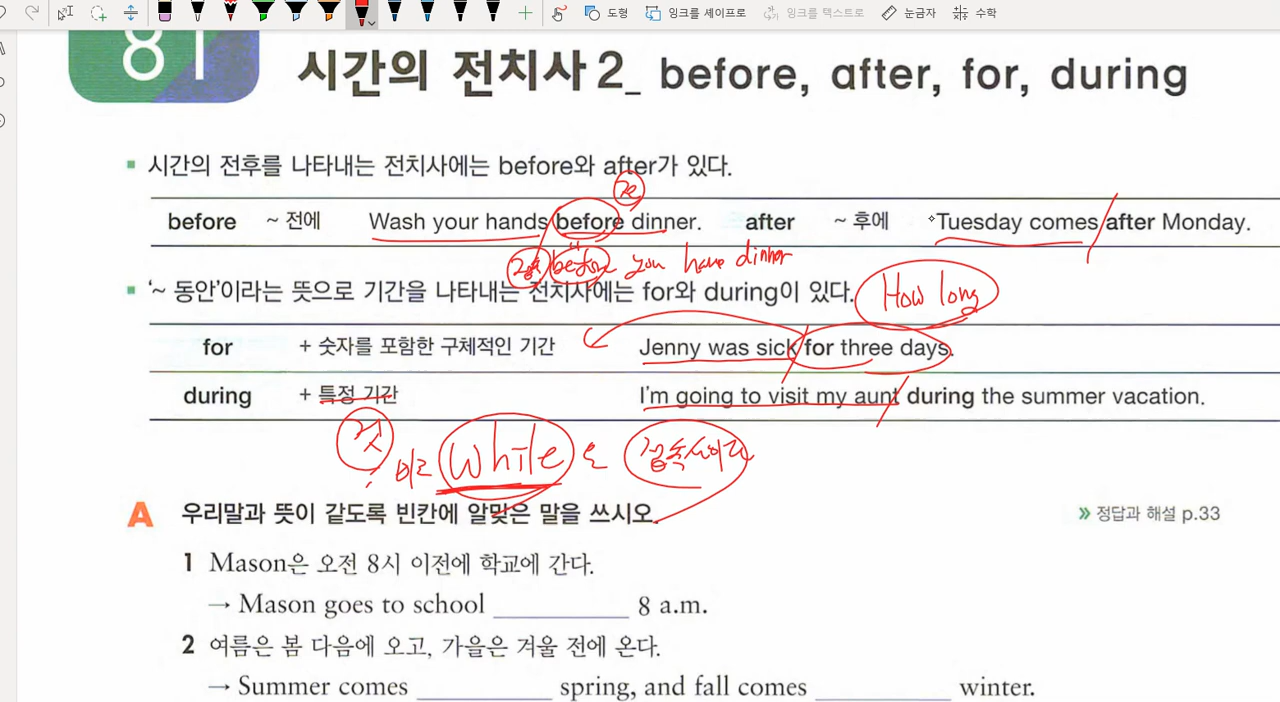 도형 잉크를 셰이프로 잉크를 텍스트로 눈금자 수학
81 시간의 전치사 2_ before, after, for, during
▪ 시간의 전후를 나타내는 전치사에는 before와 after가 있다.
before ~ 전에 Wash your hands before dinner. after ~ 후에 Tuesday comes after Monday.
before you have dinner
▪ '~ 동안'이라는 뜻으로 기간을 나타내는 전치사에는 for와 during이 있다. How long
for + 숫자를 포함한 구체적인 기간 Jenny was sick for three days.
during + 특정 기간 I'm going to visit my aunt during the summer vacation.
while 은 접속사이다
A 우리말과 뜻이 같도록 빈칸에 알맞은 말을 쓰시오. » 정답과 해설 p.33
1 Mason은 오전 8시 이전에 학교에 간다.
→ Mason goes to school __________ 8 a.m.
2 여름은 봄 다음에 오고, 가을은 겨울 전에 온다.
→ Summer comes __________ spring, and fall comes __________ winter.